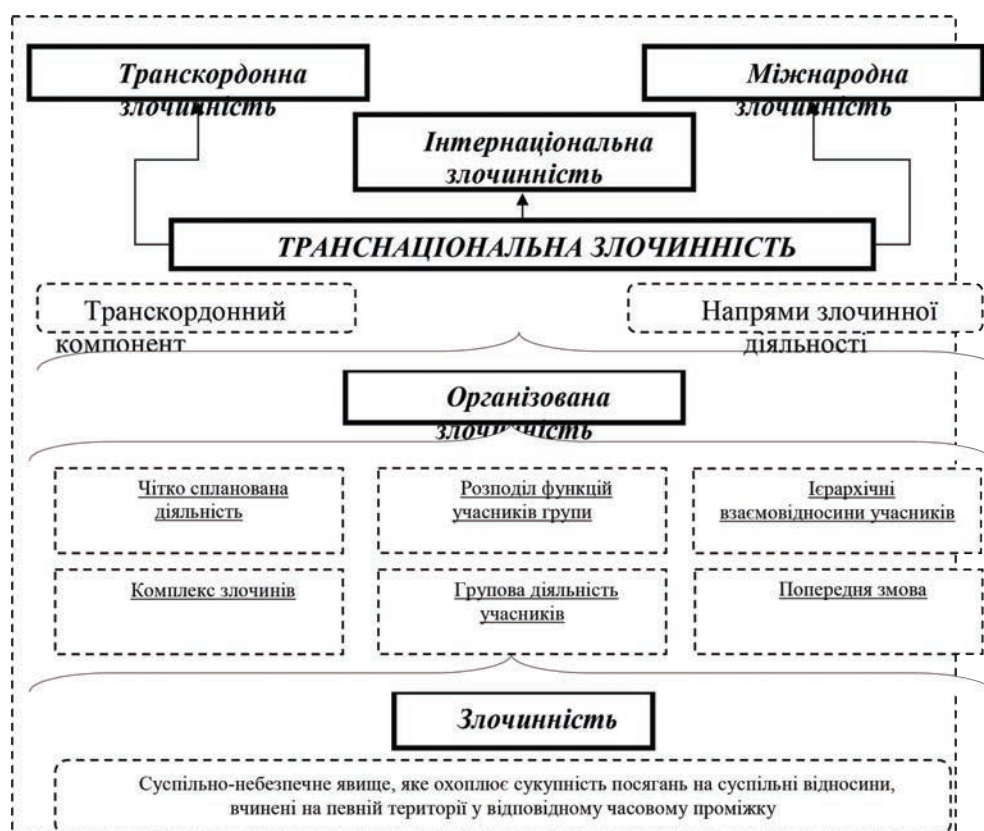 Транскордонна
злочинність
Міжнародна
злочинність
Інтернаціональна
злочинність
ТРАНСНАЦІОНАЛЬНА ЗЛОЧИННІСТЬ
Транскордонний
компонент
Напрями злочинної
діяльності
Організована
злочинність
Чітко спланована
діяльність
Розподіл функцій
учасників групи
Ієрархічні
взаємовідносини учасників
Комплекс злочинів
Групова діяльність
учасників
Попередня змова
Злочинність
Суспільно-небезпечне явище, яке охоплює сукупність посягань на суспільні відносини,
вчинені на певній території у відповідному часовому проміжку